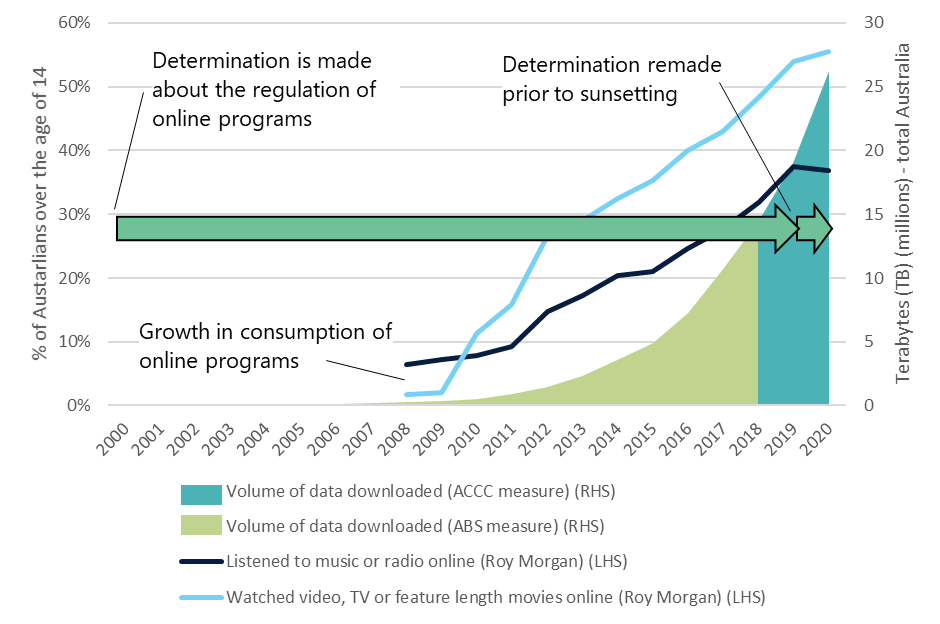 60%
50%
40%
30%
20%
10%
0%
% of Austarlians over the age of 14
Determination is made
about the regulation of
online programs
Determination remade
prior to sunsetting
Growth in consumption of
online programs
30
25
20
15
10
5
0
Terabytes (TB) (millions) - total Australia
2000
2001
2002
2003
2004
2005
2006
2007
2008
2009
2010
2011
2012
2013
2014
2015
2016
2017
2018
2019
2020
Volume of data downloaded (ACCC measure) (RHS)
Volume of data downloaded (ABS measure) (RHS)
Listened to music or radio online (Roy Morgan) (LHS)
Watched video, TV or feature length movies online (Roy Morgan) (LHS)